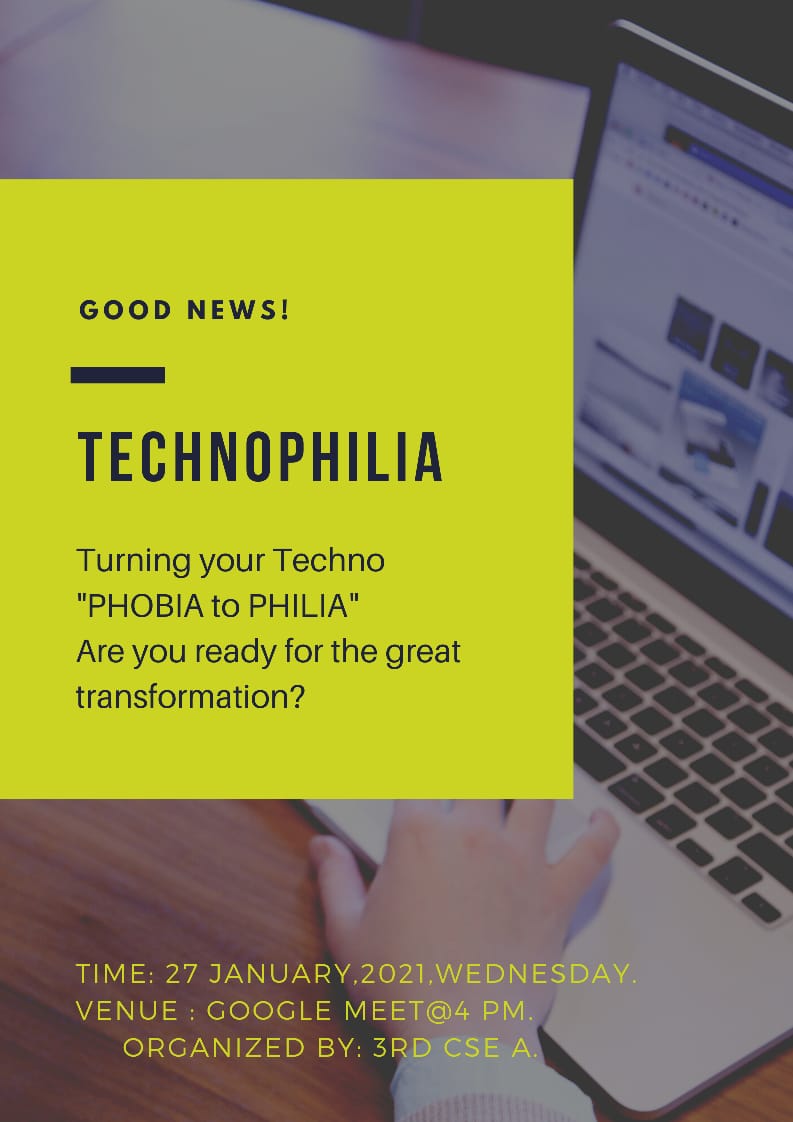 GOOD NEWS!
TECHNOPHILIA
Turning your Techno
"PHOBIA to PHILIA"
Are you ready for the great
transformation?
TIME: 27 JANUARY,2021,WEDNESDAY.
VENUE : GOOGLE MEET@4 PM.
ORGANIZED BY: 3RD CSE A.